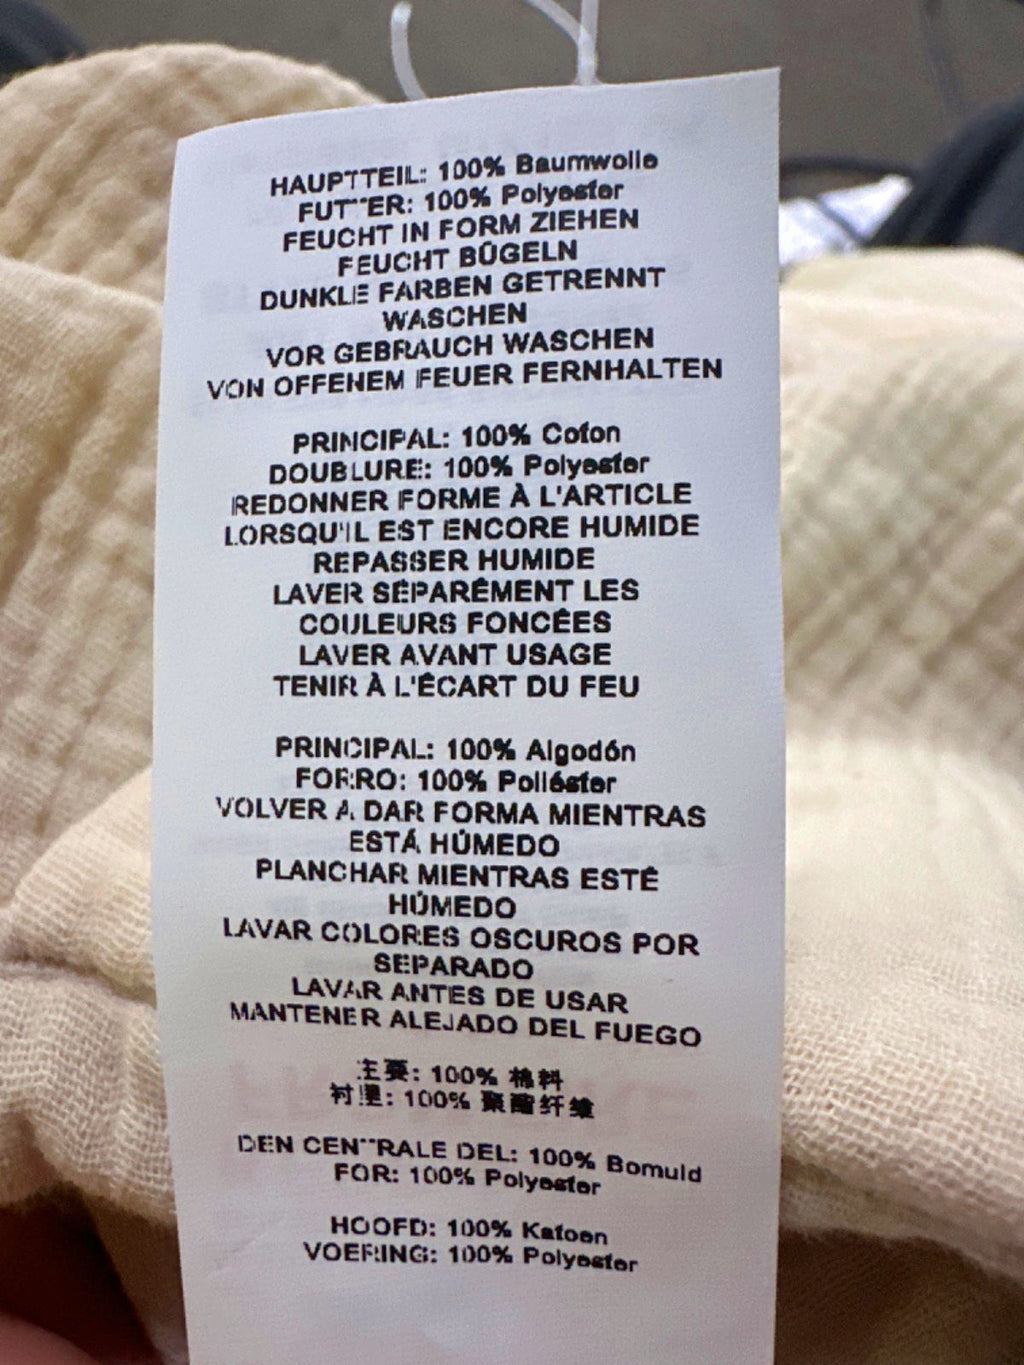 HAUPTTEIL: 100% Baumwolle
FUTTER: 100% Polyester
FEUCHT IN FORM ZIEHEN
FEUCHT BÜGELN
DUNKLE FARBEN GETRENNT
WASCHEN
VOR GEBRAUCH WASCHEN
VON OFFENEM FEUER FERNHALTEN
PRINCIPAL: 100% Coton
DOUBLURE: 100% Polyester
REDONNER FORME À L'ARTICLE
LORSQU'IL EST ENCORE HUMIDE
REPASSER HUMIDE
LAVER SÉPARÉMENT LES
COULEURS FONCÉES
LAVER AVANT USAGE
TENIR À L'ÉCART DU FEU
PRINCIPAL: 100% Algodón
FORRO: 100% Poliéster
VOLVER A DAR FORMA MIENTRAS
ESTÁ HÚMEDO
PLANCHAR MIENTRAS ESTÉ
HÚMEDO
LAVAR COLORES OSCUROS POR
SEPARADO
LAVAR ANTES DE USAR
MANTENER ALEJADO DEL FUEGO
主要: 100% 棉料
衬里: 100% 聚酯纤维
DEN CENTRALE DEL: 100% Bomuld
FOR: 100% Polyester
HOOFD: 100% Katoen
VOERING: 100% Polyester